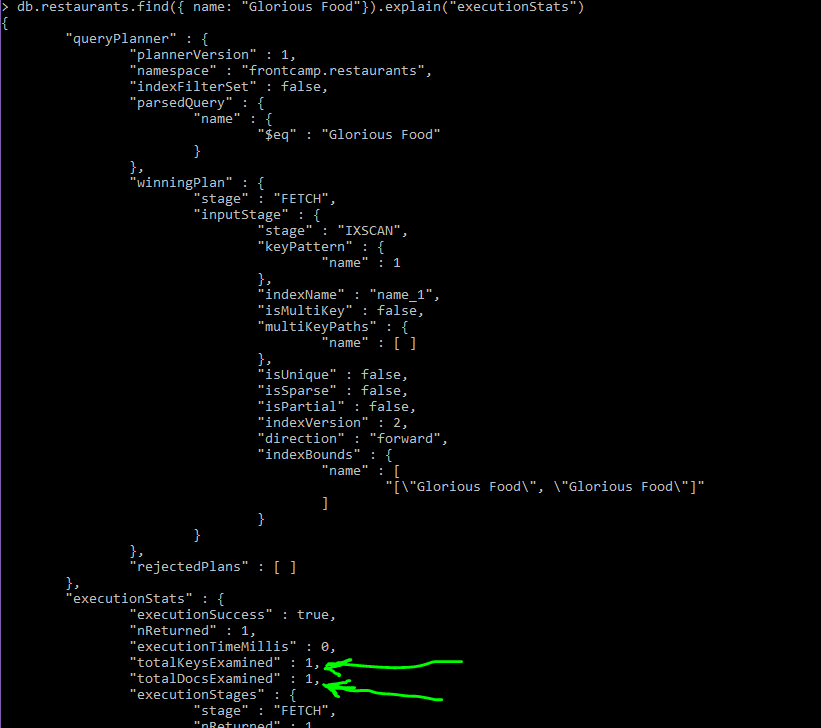 > db.restaurants.find({ name: "Glorious Food"}).explain("executionStats")
{
"queryPlanner" : {
"plannerVersion" : 1,
"namespace" : "frontcamp.restaurants",
"indexFilterSet" : false,
"parsedQuery" : {
"name" : {
"$eq" : "Glorious Food"
}
},
"winningPlan" : {
"stage" : "FETCH",
"inputStage" : {
"stage" : "IXSCAN",
"keyPattern" : {
"name" : 1
},
"indexName" : "name_1",
"isMultiKey" : false,
"multiKeyPaths" : {
"name" : [ ]
},
"isUnique" : false,
"isSparse" : false,
"isPartial" : false,
"indexVersion" : 2,
"direction" : "forward",
"indexBounds" : {
"name" : [
"[\"Glorious Food\", \"Glorious Food\"]"
]
}
}
},
"rejectedPlans" : [ ]
},
"executionStats" : {
"executionSuccess" : true,
"nReturned" : 1,
"executionTimeMillis" : 0,
"totalKeysExamined" : 1,
"totalDocsExamined" : 1,
"executionStages" : {
"stage" : "FETCH",
"nReturned" : 1